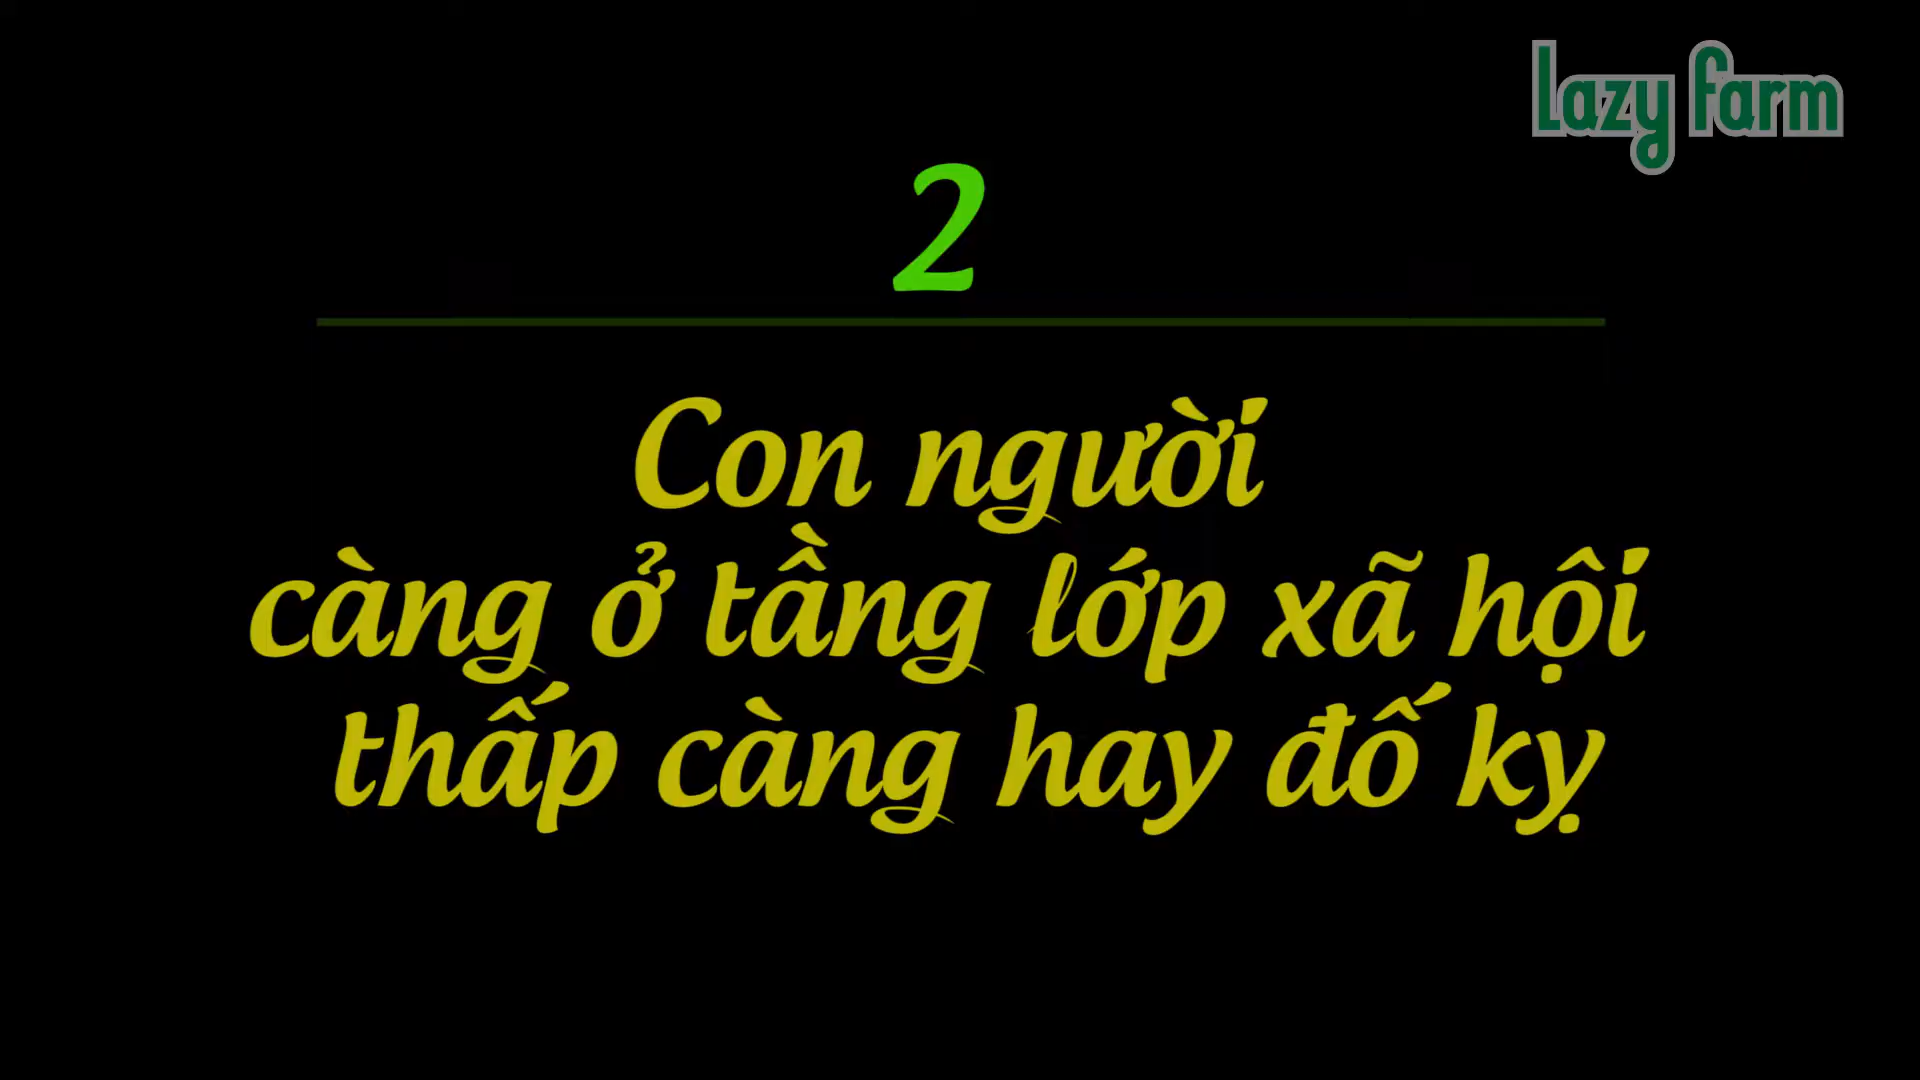 Lazy farm
2
Con người
càng ở tầng lớp xã hội
thấp càng hay đố kỵ